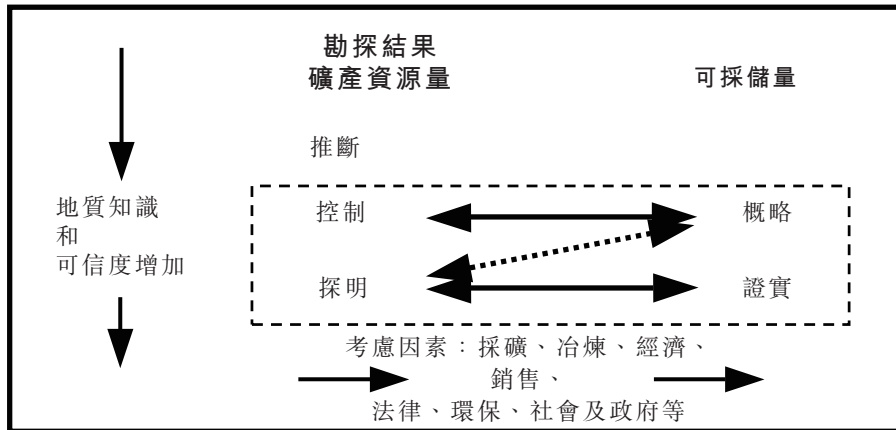 勘探結果
礦產資源量
可採儲量
推斷
地質知識
和
可信度增加
控制
概略
探明
證實
考慮因素：採礦、冶煉、經濟、
銷售、
法律、環保、社會及政府等